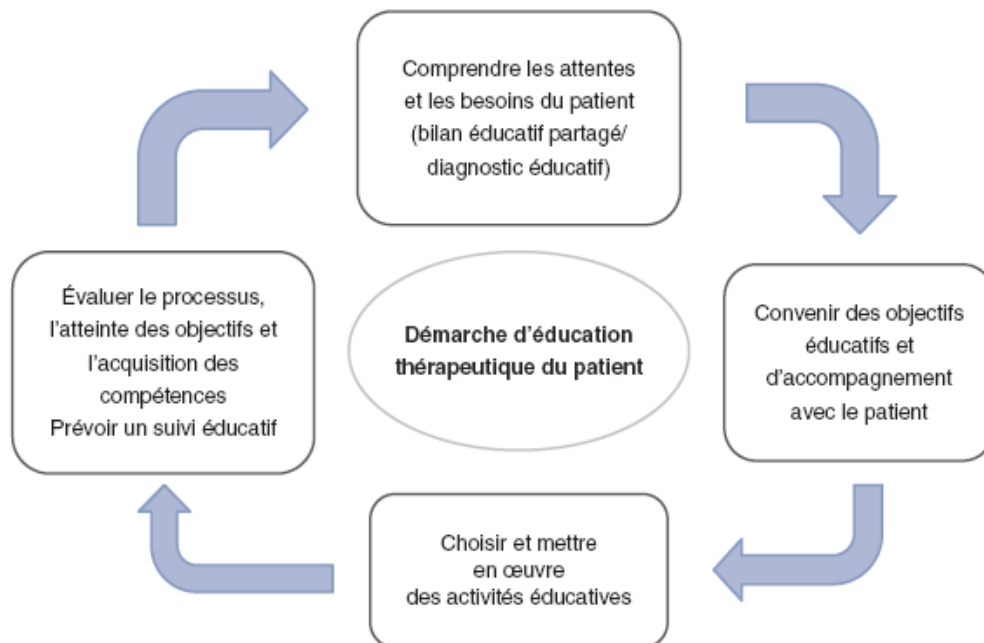 Comprendre les attentes
et les besoins du patient
(bilan éducatif partagé/
diagnostic éducatif)
Évaluer le processus,
l'atteinte des objectifs et
l'acquisition des
compétences
Prévoir un suivi éducatif
Démarche d'éducation
thérapeutique du patient
Convenir des objectifs
éducatifs et
d'accompagnement
avec le patient
Choisir et mettre
en œuvre
des activités éducatives